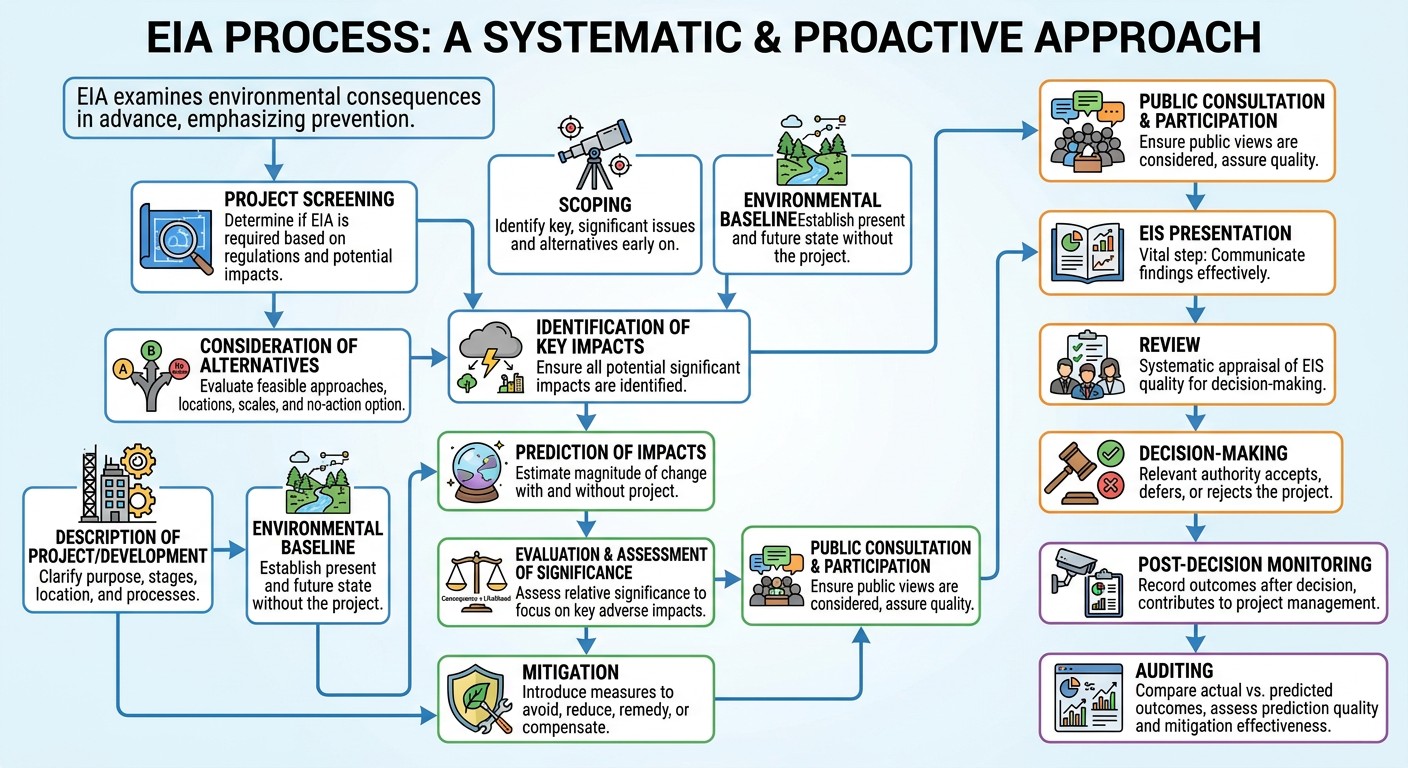 EIA PROCESS: A SYSTEMATIC & PROACTIVE APPROACH
EIA examines environmental consequences
in advance, emphasizing prevention.
PROJECT SCREENING
Determine if EIA is
required based on
regulations and potential
impacts.
SCOPING
Identify key, significant issues
and alternatives early on.
ENVIRONMENTAL
BASELINE Establish present
and future state without
the project.
CONSIDERATION OF
ALTERNATIVES
Evaluate feasible approaches,
locations, scales, and no-action option.
A
B
IDENTIFICATION OF
KEY IMPACTS
Ensure all potential significant
impacts are identified.
DESCRIPTION OF
PROJECT/DEVELOPMENT
Clarify purpose, stages,
location, and processes.
ENVIRONMENTAL
BASELINE
Establish present
and future state
without the project.
PREDICTION OF IMPACTS
Estimate magnitude of change
with and without project.
EVALUATION & ASSESSMENT
OF SIGNIFICANCE
Assess relative significance to
focus on key adverse impacts.
MITIGATION
Introduce measures to
avoid, reduce, remedy, or
compensate.
PUBLIC CONSULTATION
& PARTICIPATION
Ensure public views are
considered, assure quality.
PUBLIC CONSULTATION
& PARTICIPATION
Ensure public views are
considered, assure quality.
EIS PRESENTATION
Vital step: Communicate
findings effectively.
REVIEW
Systematic appraisal of EIS
quality for decision-making.
DECISION-MAKING
Relevant authority accepts,
defers, or rejects the project.
POST-DECISION MONITORING
Record outcomes after decision,
contributes to project management.
AUDITING
Compare actual vs. predicted
outcomes, assess prediction quality
and mitigation effectiveness.